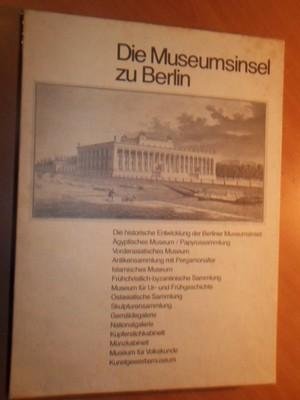 Die Museumsinsel
zu Berlin
Die historische Entwicklung der Berliner Museumsinsel
Ägyptisches Museum / Papyrussammlung
Vorderasiatisches Museum
Antikensammlung mit Pergamonaltar
Islamisches Museum
Frühchristlich-byzantinische Sammlung
Museum für Ur- und Frühgeschichte
Ostasiatische Sammlung
Skulpturensammlung
Gemäldegalerie
Nationalgalerie
Kupferstichkabinett
Münzkabinett
Museum für Volkskunde
Kunstgewerbemuseum